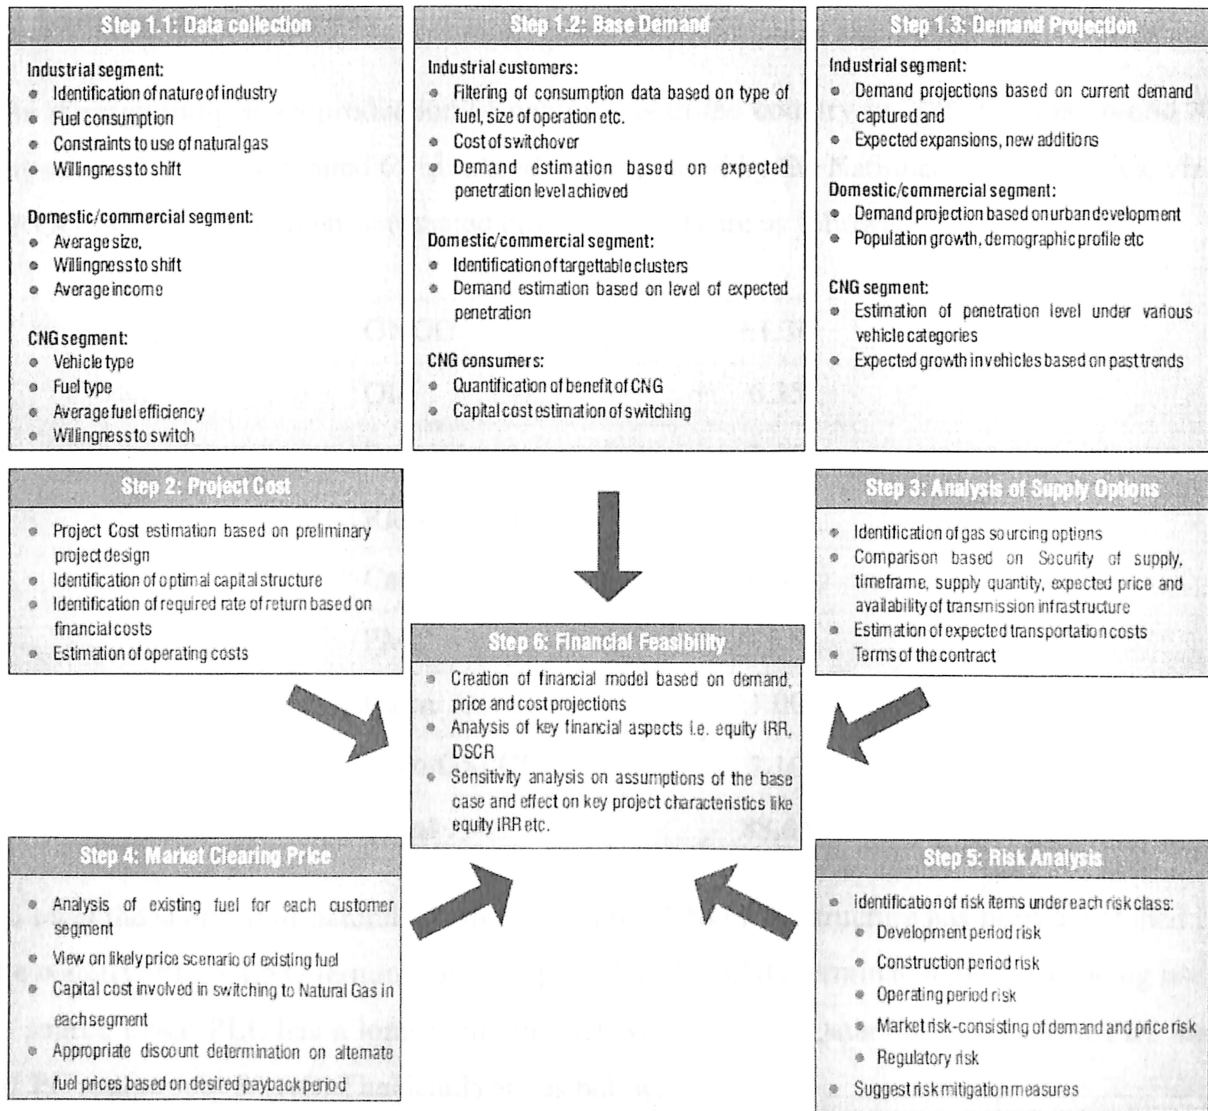 Step 1.1: Data collection
Industrial segment:
Identification of nature of industry
Fuel consumption
Constraints to use of natural gas
Willingness to shift
Domestic/commercial segment:
Average size,
Willingness to shift
Average income
CNG segment:
Vehicle type
Fuel type
Average fuel efficiency
Willingness to switch
Step 1.2: Base Demand
Industrial customers:
Filtering of consumption data based on type of
fuel, size of operation etc.
Cost of switchover
Demand estimation based on expected
penetration level achieved
Domestic/commercial segment:
Identification of targettable clusters
Demand estimation based on level of expected
penetration
CNG consumers:
Quantification of benefit of CNG
Capital cost estimation of switching
Step 1.3: Demand Projection
Industrial segment:
Demand projections based on current demand
captured and
Expected expansions, new additions
Domestic/commercial segment:
Demand projection based on urban development
Population growth, demographic profile etc
CNG segment:
Estimation of penetration level under various
vehicle categories
Expected growth in vehicles based on past trends
Step 2: Project Cost
Project Cost estimation based on preliminary
project design
Identification of optimal capital structure
Identification of required rate of return based on
financial costs
Estimation of operating costs
Step 3: Analysis of Supply Options
Identification of gas sourcing options
Comparison based on Security of supply,
timeframe, supply quantity, expected price and
availability of transmission infrastructure
Estimation of expected transportation costs
Terms of the contract
Step 6: Financial Feasibility
Creation of financial model based on demand,
price and cost projections
Analysis of key financial aspects i.e. equity IRR,
DSCR
Sensitivity analysis on assumptions of the base
case and effect on key project characteristics like
equity IRR etc.
Step 4: Market Clearing Price
Analysis of existing fuel for each customer
segment
View on likely price scenario of existing fuel
Capital cost involved in switching to Natural Gas in
each segment
Appropriate discount determination on alternate
fuel prices based on desired payback period
Step 5: Risk Analysis
Identification of risk items under each risk class:
Development period risk
Construction period risk
Operating period risk
Market risk-consisting of demand and price risk
Regulatory risk
Suggest risk mitigation measures